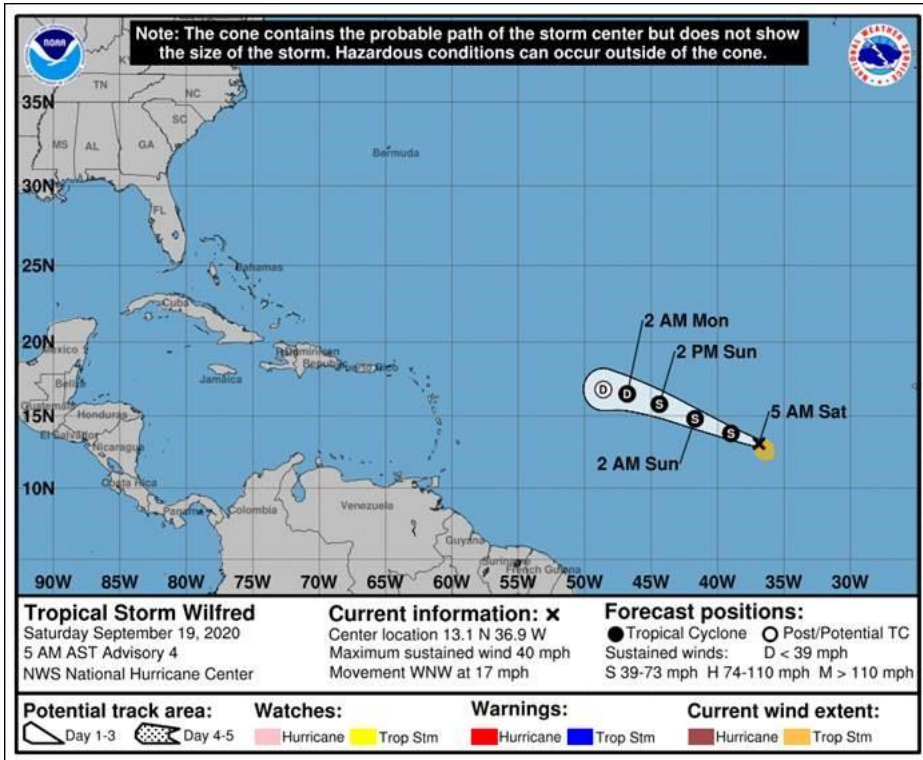 Note: The cone contains the probable path of the storm center but does not show
the size of the storm. Hazardous conditions can occur outside of the cone.
NOAA
NATIONAL WEATHER SERVICE
KY
TN
NC
SC
MS
AL
GA
FL
Bermuda
Bahamas
Cuba
Jamaica
Puerto Rico
Mexico
Belize
Guatemala
Honduras
El Salvador
Nicaragua
Costa Rica
Panama
Colombia
Venezuela
Guyana
Suriname
French Guiana
35N
30N
25N
20N
15N
10N
2 AM Mon
2 PM Sun
5 AM Sat
2 AM Sun
D
D
S
S
S
90W 85W 80W 75W 70W 65W 60W 55W 50W 45W 40W 35W 30W
Tropical Storm Wilfred
Saturday September 19, 2020
5 AM AST Advisory 4
NWS National Hurricane Center
Current information: x
Center location 13.1 N 36.9 W
Maximum sustained wind 40 mph
Movement WNW at 17 mph
Forecast positions:
Tropical Cyclone Post/Potential TC
Sustained winds: D < 39 mph
S 39-73 mph H 74-110 mph M > 110 mph
Potential track area:
Day 1-3 Day 4-5
Watches:
Hurricane Trop Stm
Warnings:
Hurricane Trop Stm
Current wind extent:
Hurricane Trop Stm